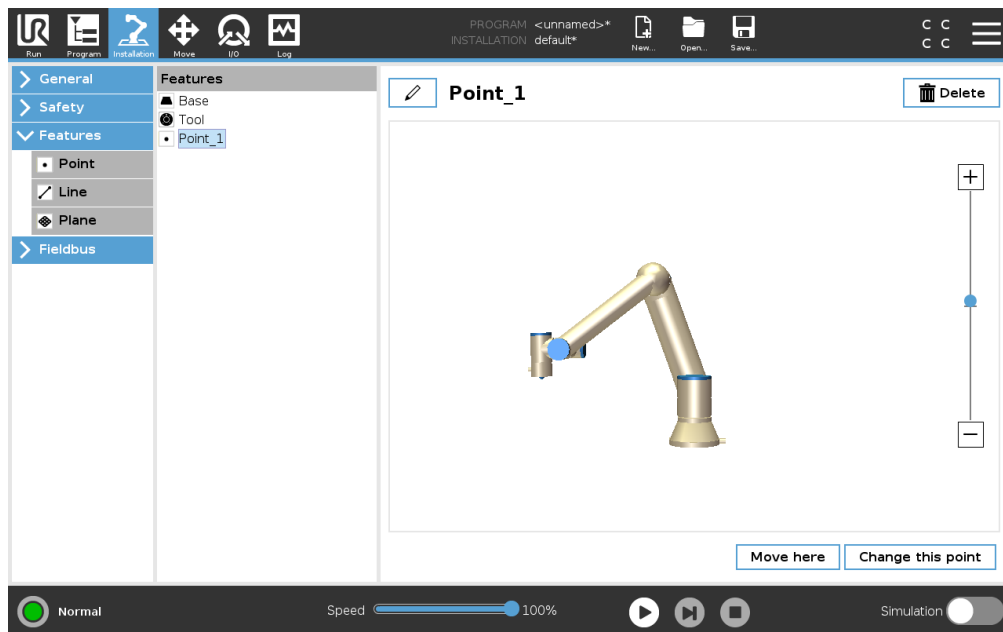 UR
Run
Program
Installation
Move
I/O
Log
PROGRAM <unnamed>*
INSTALLATION default*
New...
Open...
Save...
C C
C C
General
Safety
Features
Point
Line
Plane
Fieldbus
Features
Base
Tool
Point_1
Point_1
Delete
+
−
Move here
Change this point
Normal
Speed
100%
Simulation